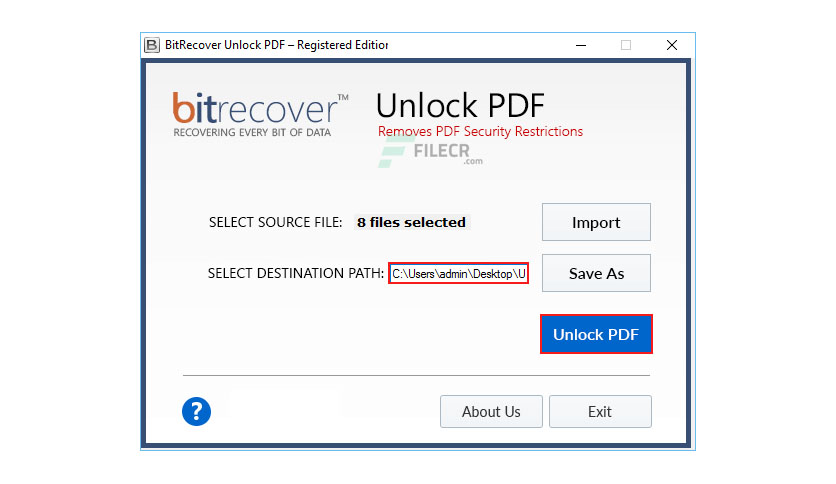 BitRecover Unlock PDF – Registered Edition
bitrecover™
RECOVERING EVERY BIT OF DATA
Unlock PDF
Removes PDF Security Restrictions
FILECR
.com
SELECT SOURCE FILE: 8 files selected Import
SELECT DESTINATION PATH: C:\Users\admin\Desktop\U Save As
Unlock PDF
? About Us Exit